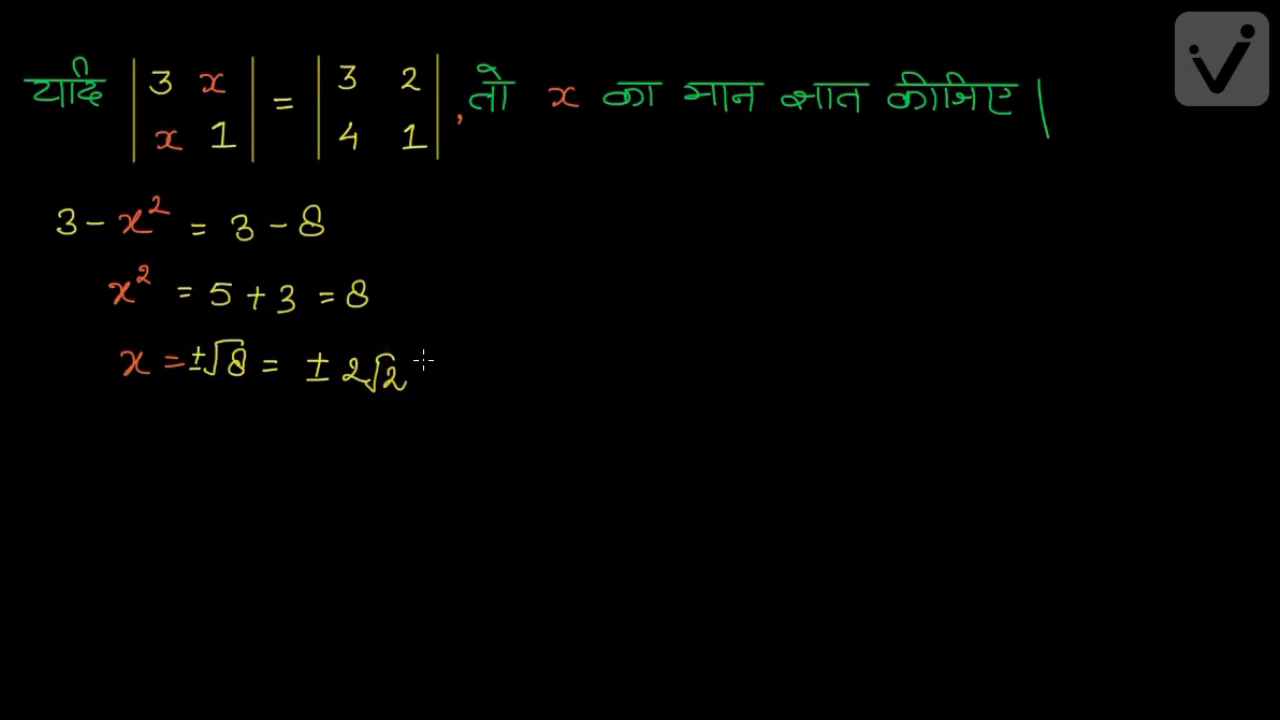 यदि |3 x| = |3 2|, तो x का मान ज्ञात कीजिए |
|x 1| |4 1|
3 - x² = 3 - 8
x² = 5 + 3 = 8
x = ±√8 = ± 2√2